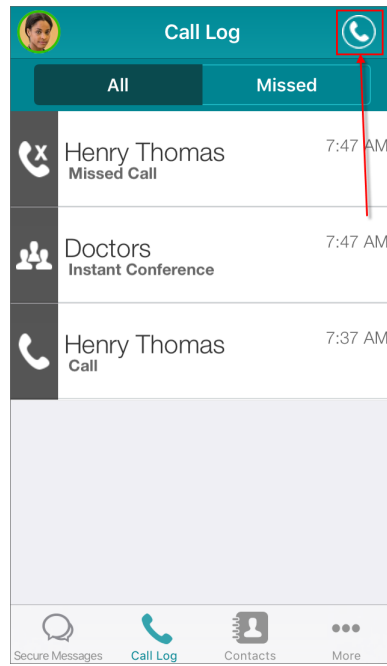 Call Log
All Missed
Henry Thomas 7:47 AM
Missed Call
Doctors 7:47 AM
Instant Conference
Henry Thomas 7:37 AM
Call
Secure Messages Call Log Contacts More